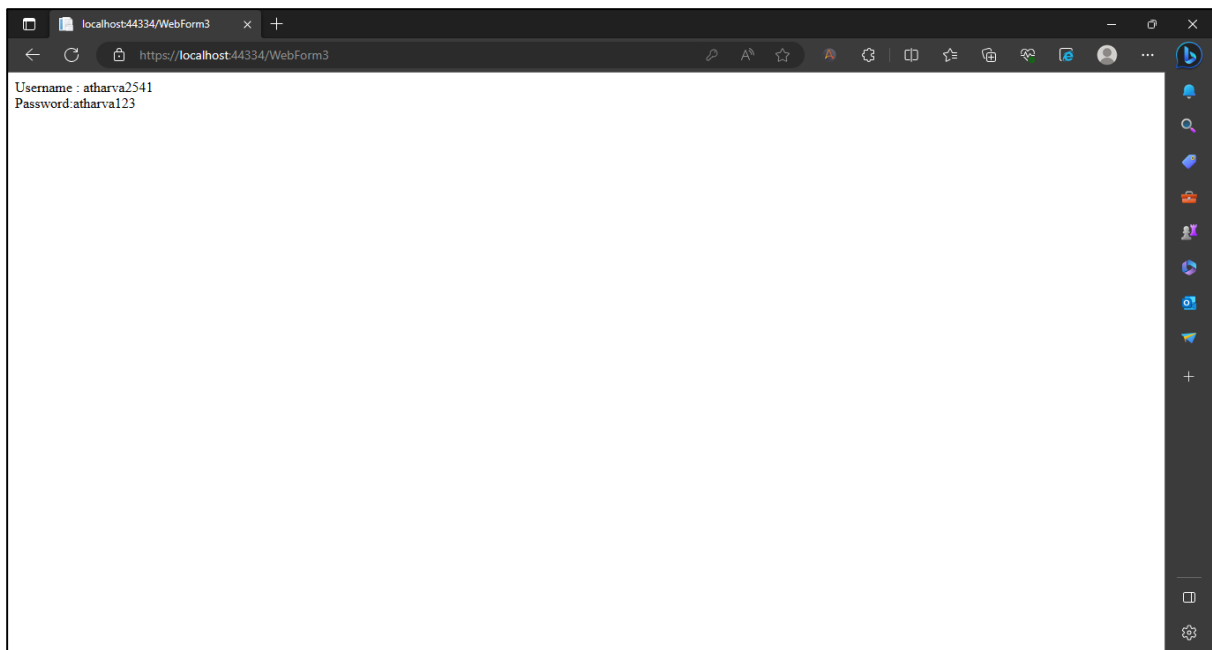 localhost:44334/WebForm3
https://localhost:44334/WebForm3
Username : atharva2541
Password:atharva123